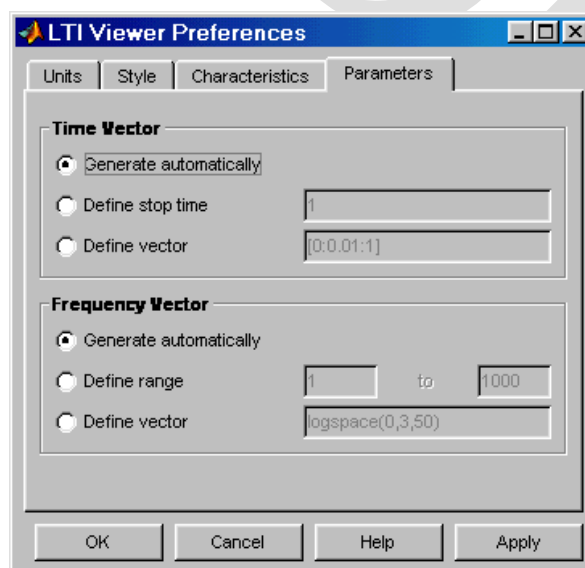 LTI Viewer Preferences
Units Style Characteristics Parameters
Time Vector
Generate automatically
Define stop time 1
Define vector [0:0.01:1]
Frequency Vector
Generate automatically
Define range 1 to 1000
Define vector logspace(0,3,50)
OK Cancel Help Apply